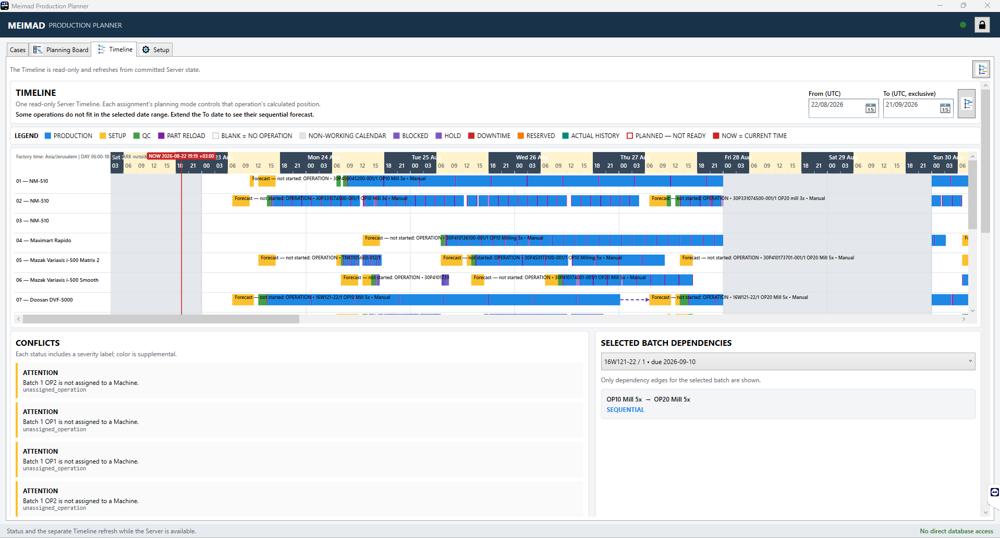 Meimad Production Planner
MEIMAD PRODUCTION PLANNER
Cases Planning Board Timeline Setup
The Timeline is read-only and refreshes from committed Server state.
TIMELINE
One read-only Server Timeline. Each assignment's planning mode controls that operation's calculated position.
Some operations do not fit in the selected date range. Extend the To date to see their sequential forecast.
From (UTC) To (UTC, exclusive)
22/08/2026 15 21/09/2026 15
LEGEND PRODUCTION SETUP QC PART RELOAD BLANK = NO OPERATION NON-WORKING CALENDAR BLOCKED HOLD DOWNTIME RESERVED ACTUAL HISTORY PLANNED — NOT READY NOW = CURRENT TIME
Factory time: Asia/Jerusalem | DAY 06:00-18: ARK outsid
NOW 2026-08-22 19:19 +03:00
Sat 23 Aug Mon 24 Aug Tue 25 Aug Wed 26 Aug Thu 27 Aug Fri 28 Aug Sat 29 Aug Sun 30 Aug
03 06 09 12 15 18 21 00 03 06 09 12 15 18 21 00 03 06 09 12 15 18 21 00 03 06 09 12 15 18 21 00 03 06 09 12 15 18 21 00 03 06 09 12 15 18 21 00 03 06 09 12 15 18 21 00 03 06 09 12 15 18 21 00 03 06
01 — NM-510 Forecast — not started: OPERATION • 30P450045200-001/1 OP10 Mill 3x • Manual
02 — NM-510 Forecast — not started: OPERATION • 30P331074500-001/1 OP10 Mill 3x • Manual Forecast — not started: OPERATION • 30P331074500-001/1 OP20 mill 3x • Manual
03 — NM-510
04 — Maximart Rapido Forecast — not started: OPERATION • 30P410136100-001/1 OP10 Milling 3x • Manual
05 — Mazak Variaxis i-500 Matrix 2 Forecast — not started: OPERATION • TNK1105650-012/1 Forecast — not started: OPERATION • 30P450173100-001/1 OP10 Milling 5x • Manual Forecast — not started: OPERATION • 30P410173701-001/1 OP20 Mill 5x • Manual
06 — Mazak Variaxis i-500 Smooth Forecast — not started: OPERATION • 30P4101739 Forecast — not started: OPERATION • 30P410174001-001/1 OP20 Mill 5x • Manual
07 — Doosan DVF-5000 Forecast — not started: OPERATION • 16W121-22/1 OP10 Mill 5x • Manual Forecast — not started: OPERATION • 16W121-22/1 OP20 Mill 5x • Manual
CONFLICTS
Each status includes a severity label; color is supplemental.
ATTENTION
Batch 1 OP2 is not assigned to a Machine.
unassigned_operation
ATTENTION
Batch 1 OP1 is not assigned to a Machine.
unassigned_operation
ATTENTION
Batch 1 OP1 is not assigned to a Machine.
unassigned_operation
ATTENTION
Batch 1 OP2 is not assigned to a Machine.
unassigned_operation
SELECTED BATCH DEPENDENCIES
16W121-22 / 1 • due 2026-09-10
Only dependency edges for the selected batch are shown.
OP10 Mill 5x → OP20 Mill 5x
SEQUENTIAL
Status and the separate Timeline refresh while the Server is available.
No direct database access